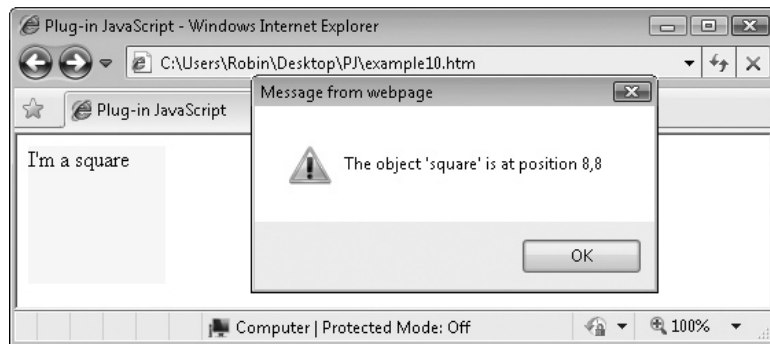 Plug-in JavaScript - Windows Internet Explorer
C:\Users\Robin\Desktop\PJ\example10.htm
Message from webpage
Plug-in JavaScript
The object 'square' is at position 8,8
I'm a square
OK
Computer | Protected Mode: Off
100%